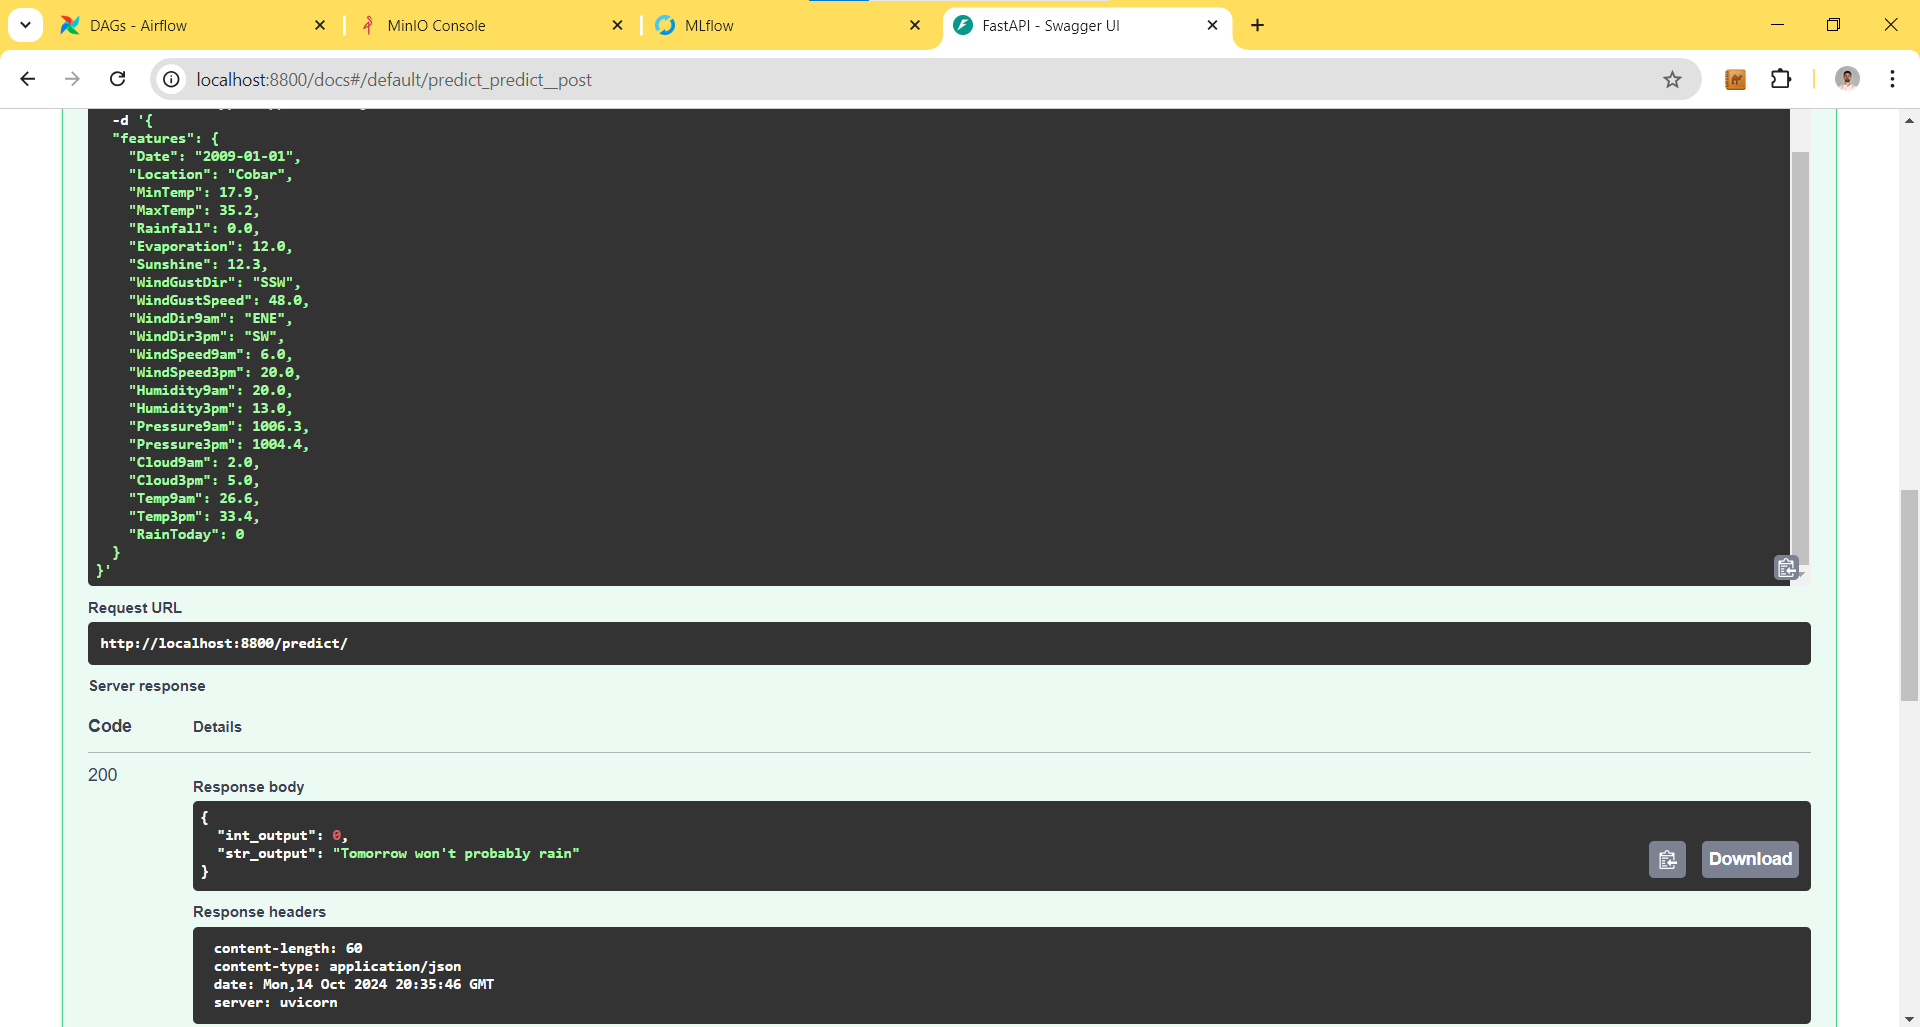 DAGs - Airflow
MinIO Console
MLflow
FastAPI - Swagger UI
localhost:8800/docs#/default/predict_predict__post
-d '{
"features": {
"Date": "2009-01-01",
"Location": "Cobar",
"MinTemp": 17.9,
"MaxTemp": 35.2,
"Rainfall": 0.0,
"Evaporation": 12.0,
"Sunshine": 12.3,
"WindGustDir": "SSW",
"WindGustSpeed": 48.0,
"WindDir9am": "ENE",
"WindDir3pm": "SW",
"WindSpeed9am": 6.0,
"WindSpeed3pm": 20.0,
"Humidity9am": 20.0,
"Humidity3pm": 13.0,
"Pressure9am": 1006.3,
"Pressure3pm": 1004.4,
"Cloud9am": 2.0,
"Cloud3pm": 5.0,
"Temp9am": 26.6,
"Temp3pm": 33.4,
"RainToday": 0
}
}'
Request URL
http://localhost:8800/predict/
Server response
Code
Details
200
Response body
{
"int_output": 0,
"str_output": "Tomorrow won't probably rain"
}
Download
Response headers
content-length: 60
content-type: application/json
date: Mon,14 Oct 2024 20:35:46 GMT
server: uvicorn